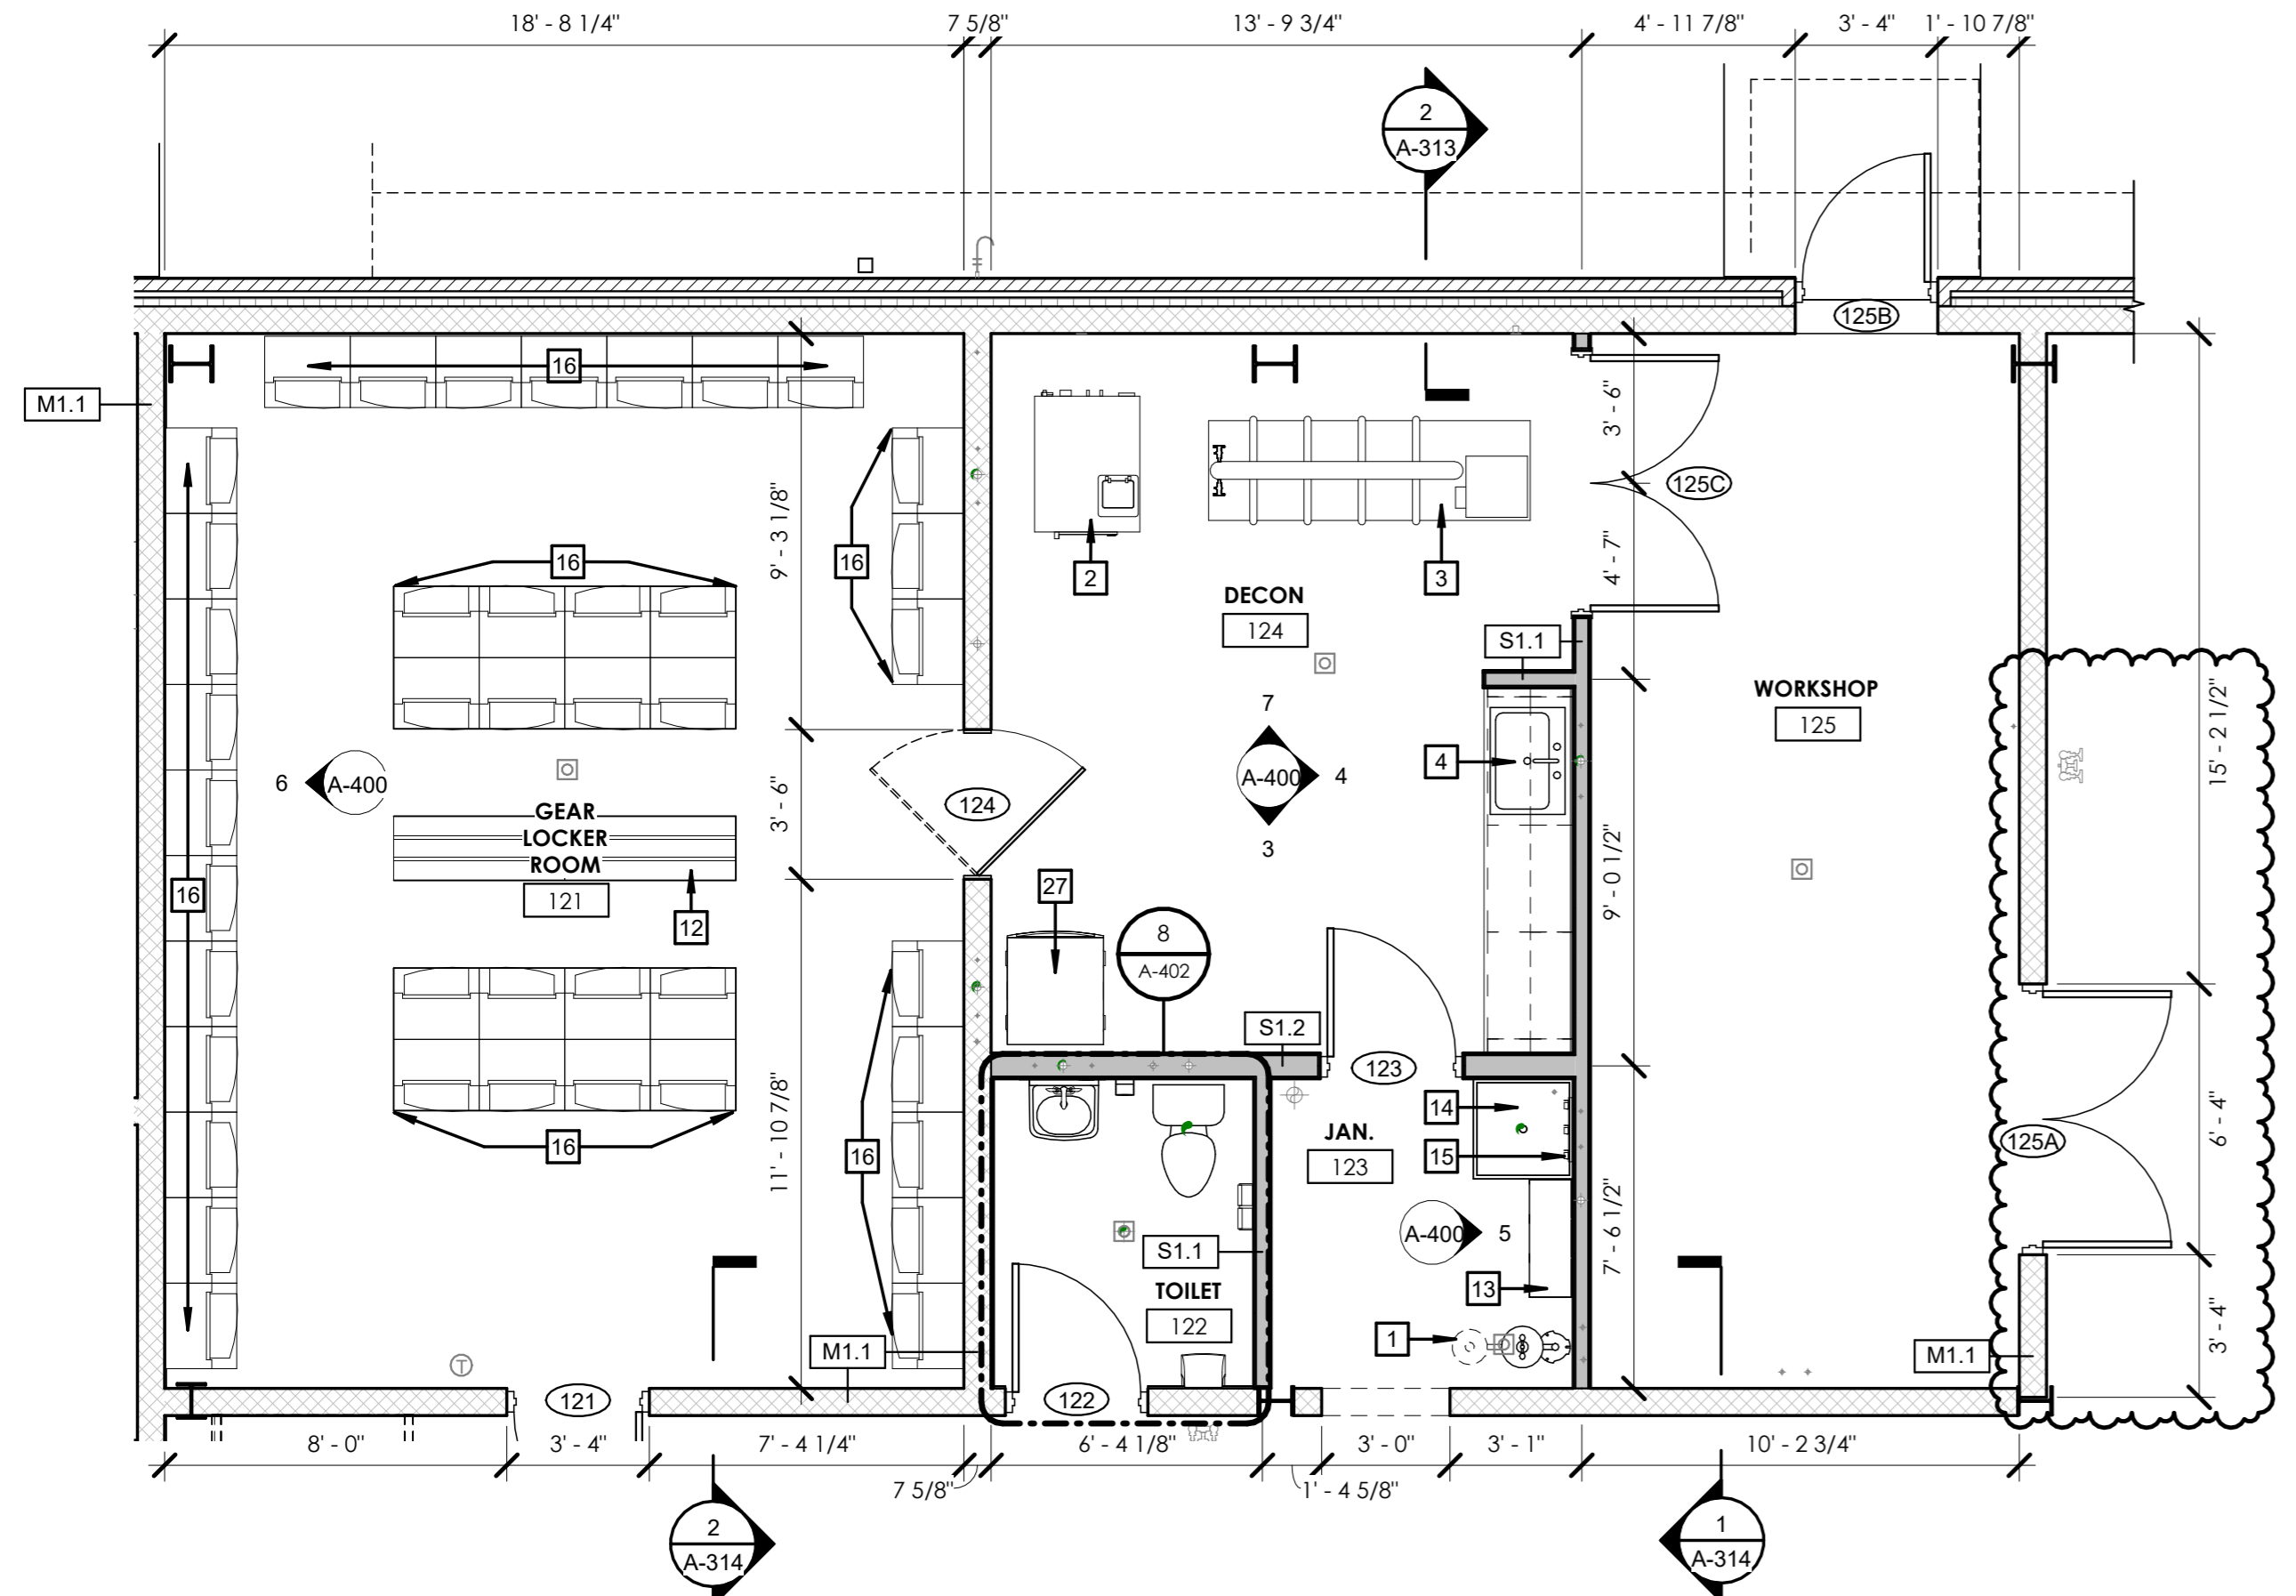 18' - 8 1/4"
7 5/8"
13' - 9 3/4"
4' - 11 7/8"
3' - 4"
1' - 10 7/8"
2
A-313
125B
M1.1
16
3' - 6"
9' - 3 1/8"
16
125C
16
2
3
4' - 7"
DECON
124
S1.1
WORKSHOP
125
15' - 2 1/2"
7
4
6
A-400
A-400
4
124
3' - 6"
3
GEAR
LOCKER
ROOM
121
12
16
27
9' - 0 1/2"
8
A-402
S1.2
123
14
JAN.
123
15
11' - 10 7/8"
16
16
125A
6' - 4"
7' - 6 1/2"
A-400
5
S1.1
13
TOILET
122
1
M1.1
M1.1
3' - 4"
121
122
8' - 0"
3' - 4"
7' - 4 1/4"
6' - 4 1/8"
3' - 0"
3' - 1"
10' - 2 3/4"
7 5/8"
1' - 4 5/8"
2
A-314
1
A-314
T